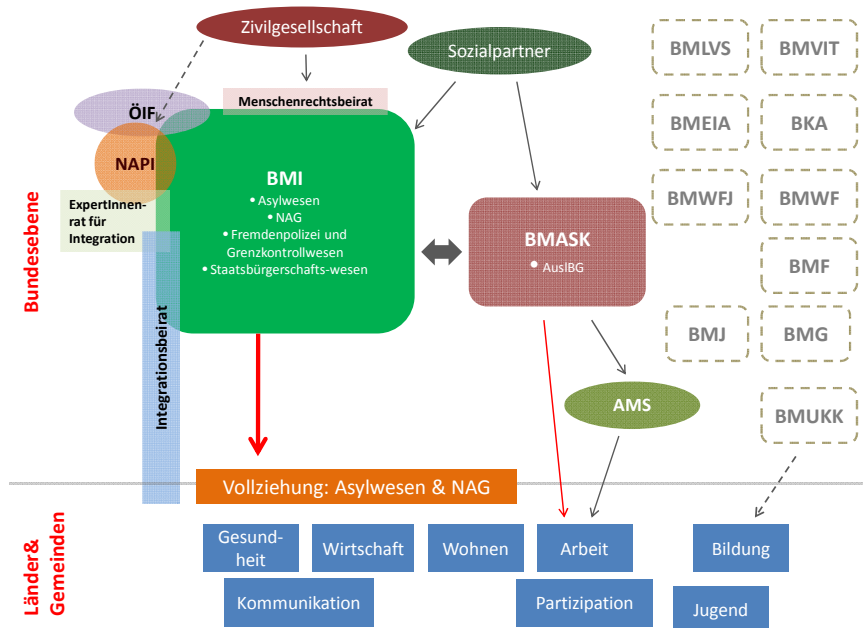 Zivilgesellschaft
Sozialpartner
BMLVS
BMVIT
Menschenrechtsbeirat
ÖIF
BMEIA
BKA
NAPI
BMI
• Asylwesen
• NAG
• Fremdenpolizei und
Grenzkontrollwesen
• Staatsbürgerschafts-wesen
ExpertInnen-
rat für
Integration
BMWFJ
BMWF
BMASK
• AuslBG
BMF
Bundesebene
Integrationsbeirat
BMJ
BMG
AMS
BMUKK
Vollziehung: Asylwesen & NAG
Länder&
Gemeinden
Gesund-
heit
Wirtschaft
Wohnen
Arbeit
Bildung
Kommunikation
Partizipation
Jugend